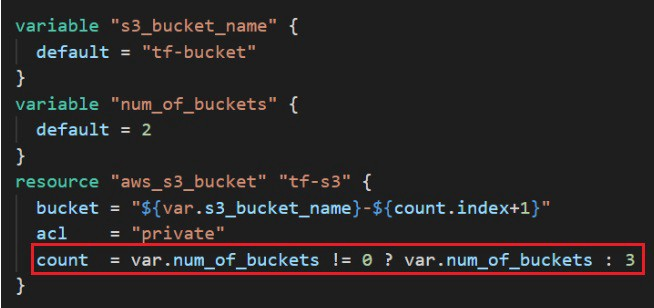 variable "s3_bucket_name" {
  default = "tf-bucket"
}
variable "num_of_buckets" {
  default = 2
}
resource "aws_s3_bucket" "tf-s3" {
  bucket = "${var.s3_bucket_name}-${count.index+1}"
  acl    = "private"
  count  = var.num_of_buckets != 0 ? var.num_of_buckets : 3
}